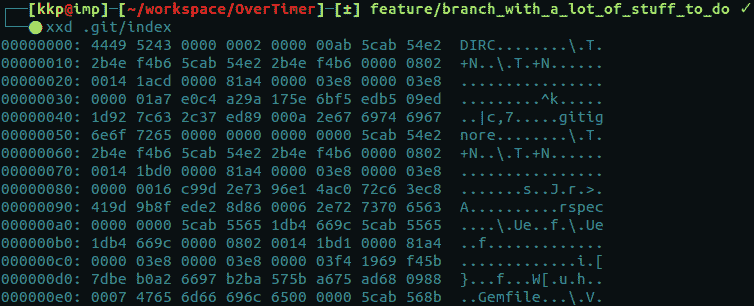 [kkp@imp]─[~/workspace/OverTimer]─[±] feature/branch_with_a_lot_of_stuff_to_do ✓
xxd .git/index
00000000: 4449 5243 0000 0002 0000 00ab 5cab 54e2  DIRC........\.T.
00000010: 2b4e f4b6 5cab 54e2 2b4e f4b6 0000 0802  +N..\.T.+N......
00000020: 0014 1acd 0000 81a4 0000 03e8 0000 03e8  ................
00000030: 0000 01a7 e0c4 a29a 175e 6bf5 edb5 09ed  .........^k.....
00000040: 1d92 7c63 2c37 ed89 000a 2e67 6974 6967  ..|c,7.....gitig
00000050: 6e6f 7265 0000 0000 0000 0000 5cab 54e2  nore........\.T.
00000060: 2b4e f4b6 5cab 54e2 2b4e f4b6 0000 0802  +N..\.T.+N......
00000070: 0014 1bd0 0000 81a4 0000 03e8 0000 03e8  ................
00000080: 0000 0016 c99d 2e73 96e1 4ac0 72c6 3ec8  .......s..J.r.>.
00000090: 419d 9b8f ede2 8d86 0006 2e72 7370 6563  A..........rspec
000000a0: 0000 0000 5cab 5565 1db4 669c 5cab 5565  ....\.Ue..f.\.Ue
000000b0: 1db4 669c 0000 0802 0014 1bd1 0000 81a4  ..f.............
000000c0: 0000 03e8 0000 03e8 0000 03f4 1969 f45b  .............i.[
000000d0: 7dbe b0a2 6697 b2ba 575b a675 ad68 0988  }...f...W[.u.h..
000000e0: 0007 4765 6d66 696c 6500 0000 5cab 568b  ..Gemfile...\.V.